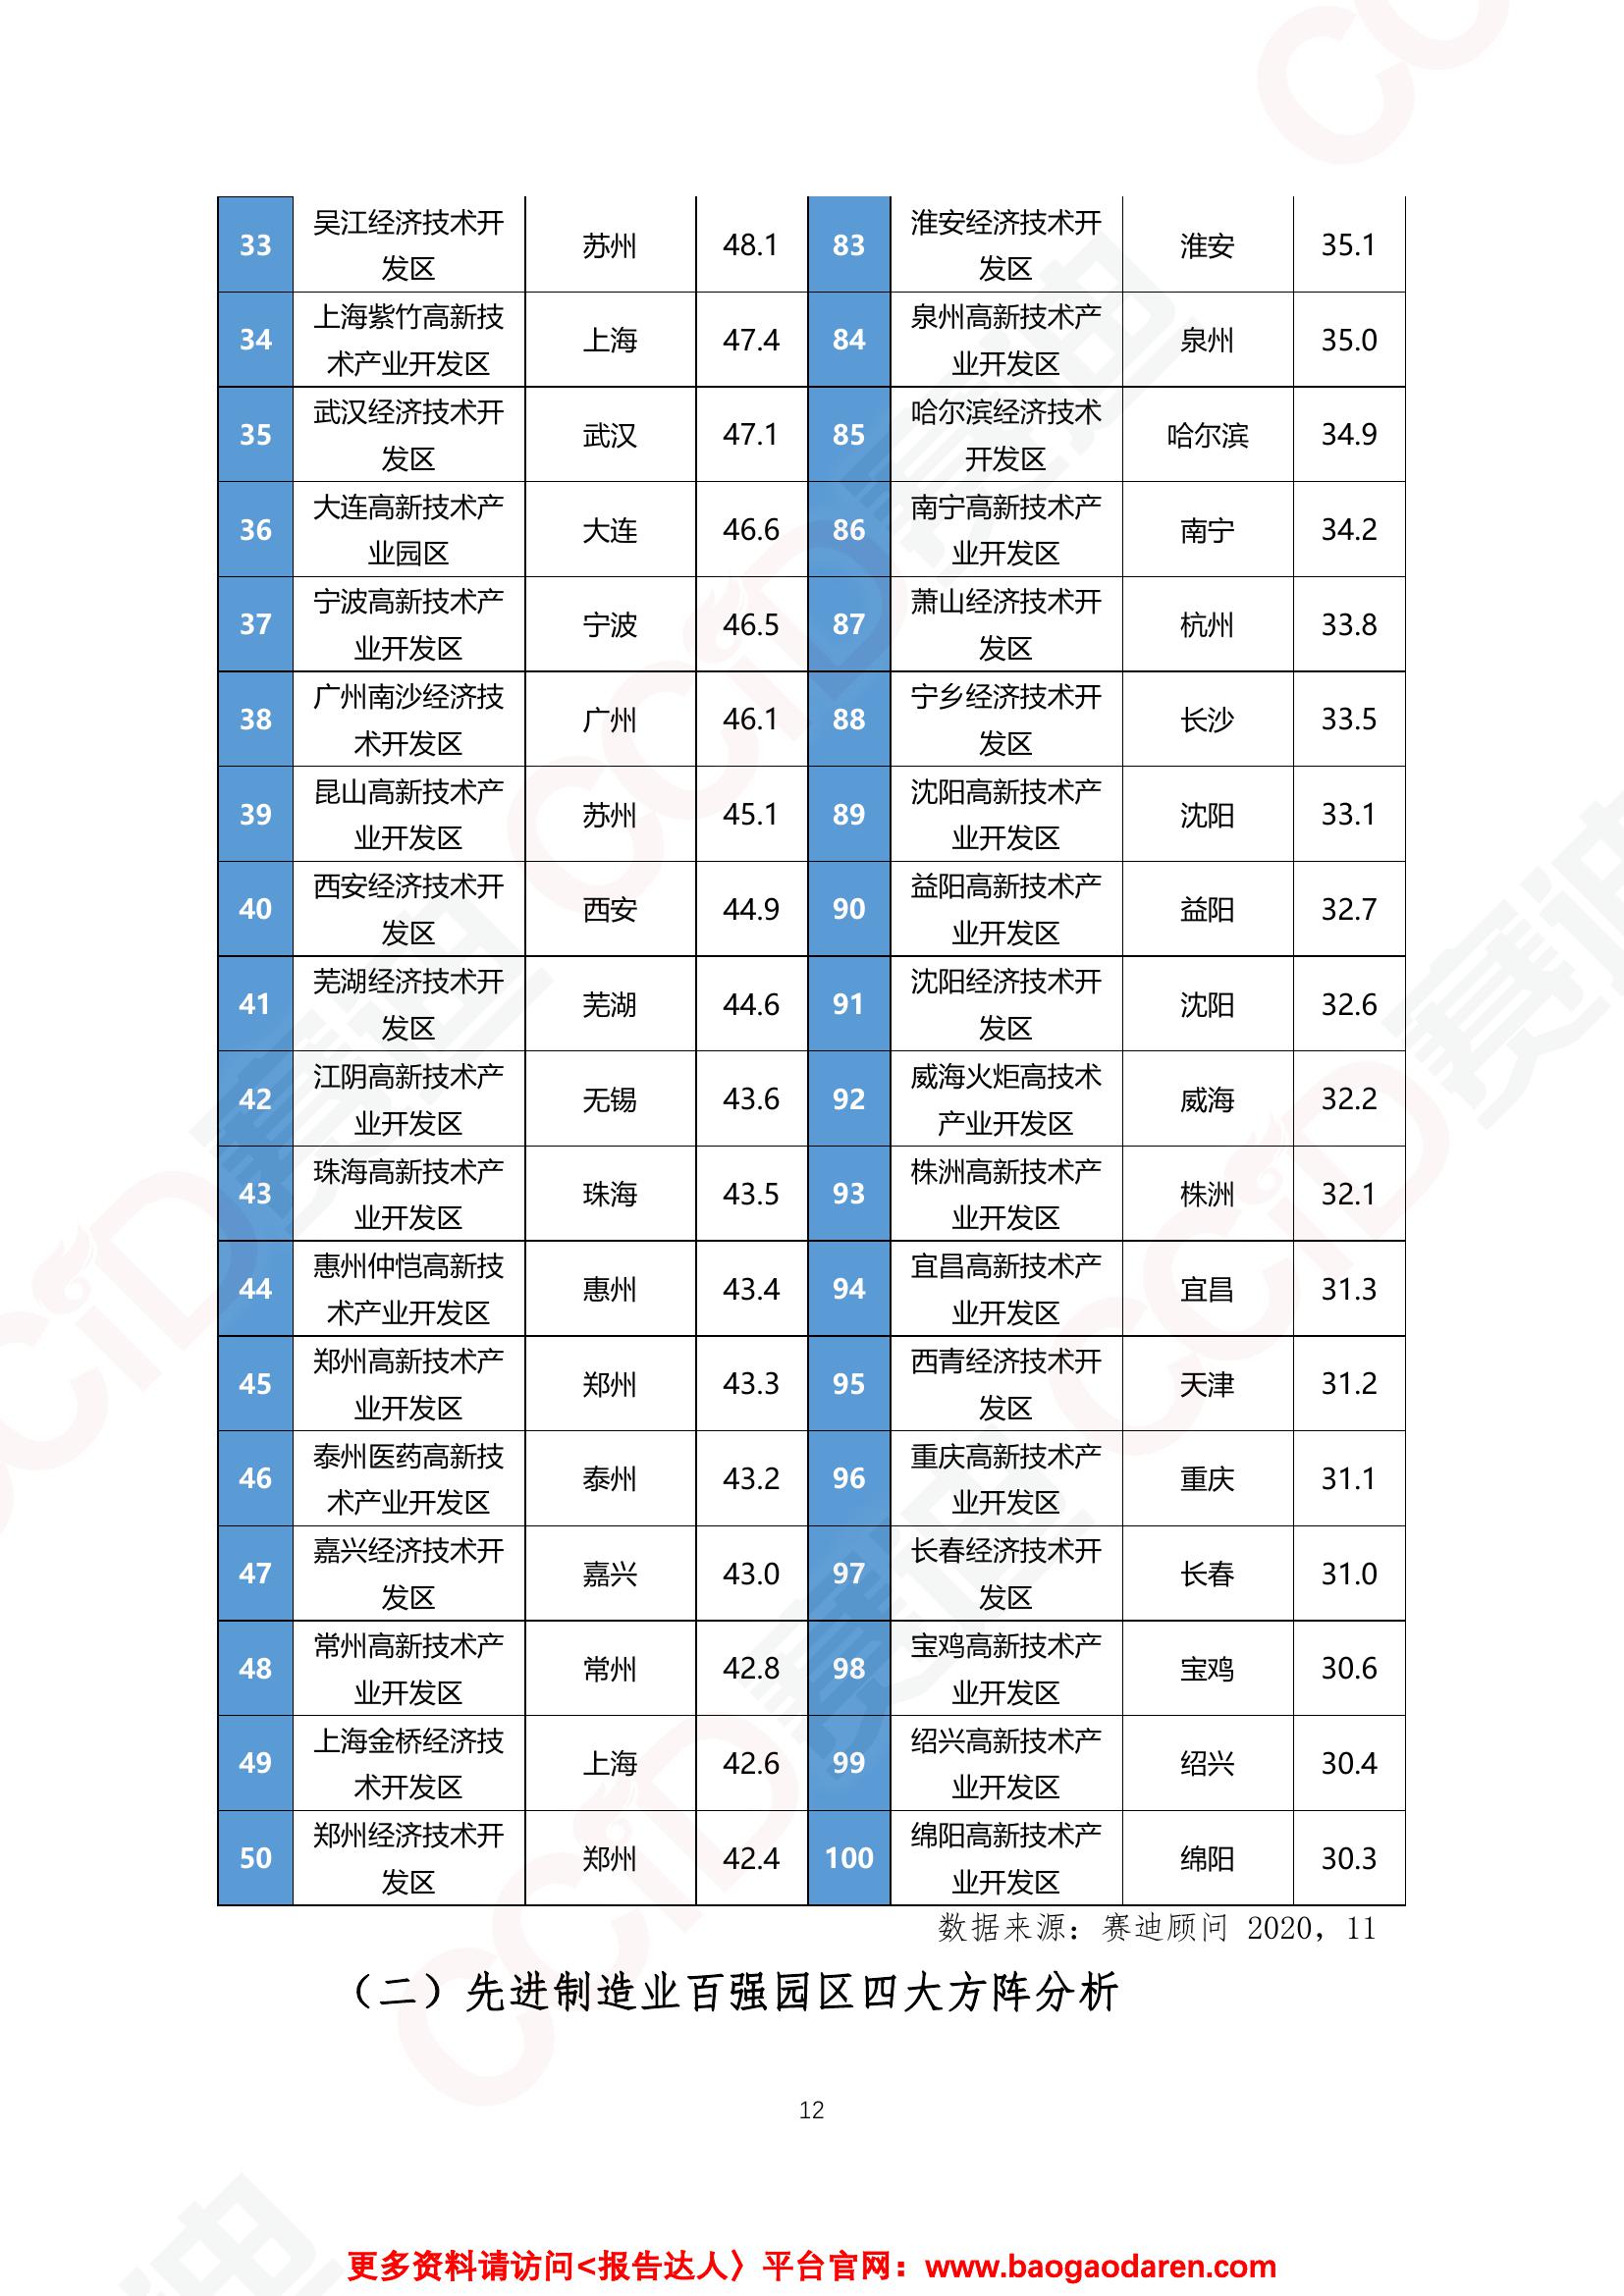 33 吴江经济技术开发区 苏州 48.1 83 淮安经济技术开发区 淮安 35.1
34 上海紫竹高新技术产业开发区 上海 47.4 84 泉州高新技术产业开发区 泉州 35.0
35 武汉经济技术开发区 武汉 47.1 85 哈尔滨经济技术开发区 哈尔滨 34.9
36 大连高新技术产业园区 大连 46.6 86 南宁高新技术产业开发区 南宁 34.2
37 宁波高新技术产业开发区 宁波 46.5 87 萧山经济技术开发区 杭州 33.8
38 广州南沙经济技术开发区 广州 46.1 88 宁乡经济技术开发区 长沙 33.5
39 昆山高新技术产业开发区 苏州 45.1 89 沈阳高新技术产业开发区 沈阳 33.1
40 西安经济技术开发区 西安 44.9 90 益阳高新技术产业开发区 益阳 32.7
41 芜湖经济技术开发区 芜湖 44.6 91 沈阳经济技术开发区 沈阳 32.6
42 江阴高新技术产业开发区 无锡 43.6 92 威海火炬高技术产业开发区 威海 32.2
43 珠海高新技术产业开发区 珠海 43.5 93 株洲高新技术产业开发区 株洲 32.1
44 惠州仲恺高新技术产业开发区 惠州 43.4 94 宜昌高新技术产业开发区 宜昌 31.3
45 郑州高新技术产业开发区 郑州 43.3 95 西青经济技术开发区 天津 31.2
46 泰州医药高新技术产业开发区 泰州 43.2 96 重庆高新技术产业开发区 重庆 31.1
47 嘉兴经济技术开发区 嘉兴 43.0 97 长春经济技术开发区 长春 31.0
48 常州高新技术产业开发区 常州 42.8 98 宝鸡高新技术产业开发区 宝鸡 30.6
49 上海金桥经济技术开发区 上海 42.6 99 绍兴高新技术产业开发区 绍兴 30.4
50 郑州经济技术开发区 郑州 42.4 100 绵阳高新技术产业开发区 绵阳 30.3
数据来源：赛迪顾问 2020，11
（二）先进制造业百强园区四大方阵分析
12
更多资料请访问<报告达人〉平台官网：www.baogaodaren.com
CCiD赛迪